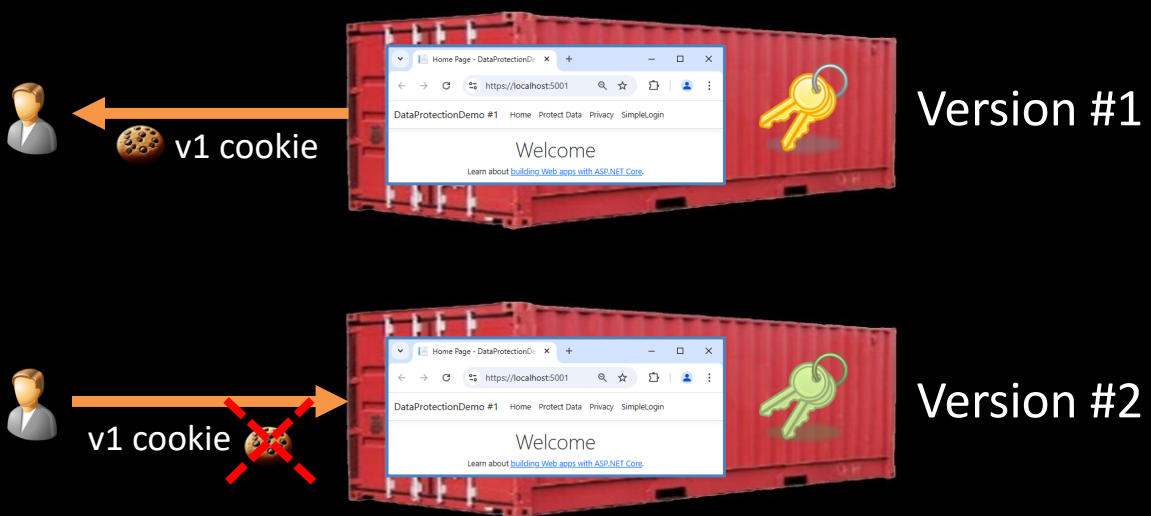 Home Page - DataProtectionDe
https://localhost:5001
DataProtectionDemo #1 Home Protect Data Privacy SimpleLogin
Welcome
Learn about building Web apps with ASP.NET Core.
v1 cookie
Version #1
Home Page - DataProtectionDe
https://localhost:5001
DataProtectionDemo #1 Home Protect Data Privacy SimpleLogin
Welcome
Learn about building Web apps with ASP.NET Core.
v1 cookie
Version #2